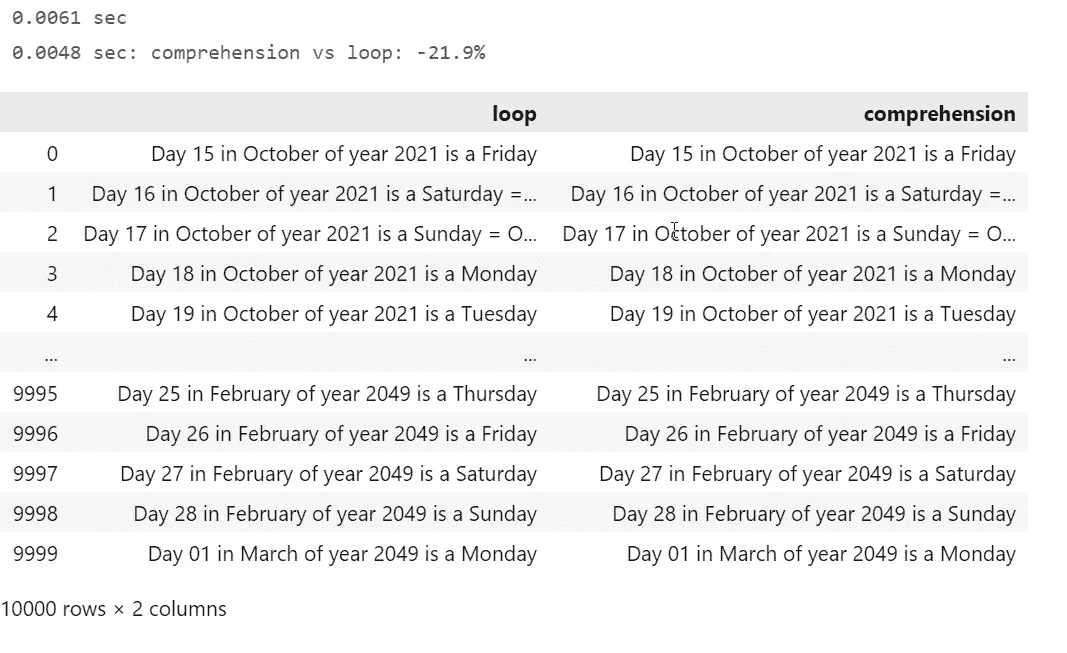 0.0061 sec
0.0048 sec: comprehension vs loop: -21.9%
loop comprehension
0 Day 15 in October of year 2021 is a Friday Day 15 in October of year 2021 is a Friday
1 Day 16 in October of year 2021 is a Saturday =... Day 16 in October of year 2021 is a Saturday =...
2 Day 17 in October of year 2021 is a Sunday = O... Day 17 in October of year 2021 is a Sunday = O...
3 Day 18 in October of year 2021 is a Monday Day 18 in October of year 2021 is a Monday
4 Day 19 in October of year 2021 is a Tuesday Day 19 in October of year 2021 is a Tuesday
... ... ...
9995 Day 25 in February of year 2049 is a Thursday Day 25 in February of year 2049 is a Thursday
9996 Day 26 in February of year 2049 is a Friday Day 26 in February of year 2049 is a Friday
9997 Day 27 in February of year 2049 is a Saturday Day 27 in February of year 2049 is a Saturday
9998 Day 28 in February of year 2049 is a Sunday Day 28 in February of year 2049 is a Sunday
9999 Day 01 in March of year 2049 is a Monday Day 01 in March of year 2049 is a Monday
10000 rows × 2 columns